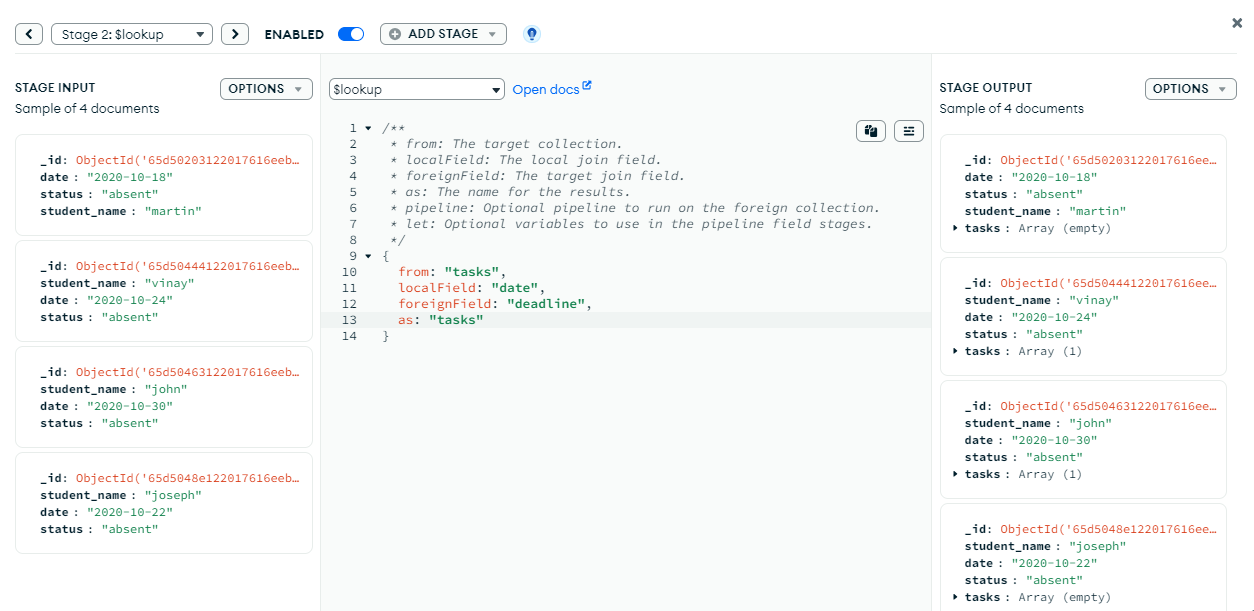 Stage 2: $lookup
ENABLED
ADD STAGE
STAGE INPUT
Sample of 4 documents
OPTIONS
_id: ObjectId('65d50203122017616eeb…
date : "2020-10-18"
status : "absent"
student_name : "martin"
_id: ObjectId('65d50444122017616eeb…
student_name : "vinay"
date : "2020-10-24"
status : "absent"
_id: ObjectId('65d50463122017616eeb…
student_name : "john"
date : "2020-10-30"
status : "absent"
_id: ObjectId('65d5048e122017616eeb…
student_name : "joseph"
date : "2020-10-22"
status : "absent"
$lookup
Open docs
1 /**
2 * from: The target collection.
3 * localField: The local join field.
4 * foreignField: The target join field.
5 * as: The name for the results.
6 * pipeline: Optional pipeline to run on the foreign collection.
7 * let: Optional variables to use in the pipeline field stages.
8 */
9 {
10 from: "tasks",
11 localField: "date",
12 foreignField: "deadline",
13 as: "tasks"
14 }
STAGE OUTPUT
Sample of 4 documents
OPTIONS
_id: ObjectId('65d50203122017616ee…
date : "2020-10-18"
status : "absent"
student_name : "martin"
tasks : Array (empty)
_id: ObjectId('65d50444122017616ee…
student_name : "vinay"
date : "2020-10-24"
status : "absent"
tasks : Array (1)
_id: ObjectId('65d50463122017616ee…
student_name : "john"
date : "2020-10-30"
status : "absent"
tasks : Array (1)
_id: ObjectId('65d5048e122017616ee…
student_name : "joseph"
date : "2020-10-22"
status : "absent"
tasks : Array (empty)